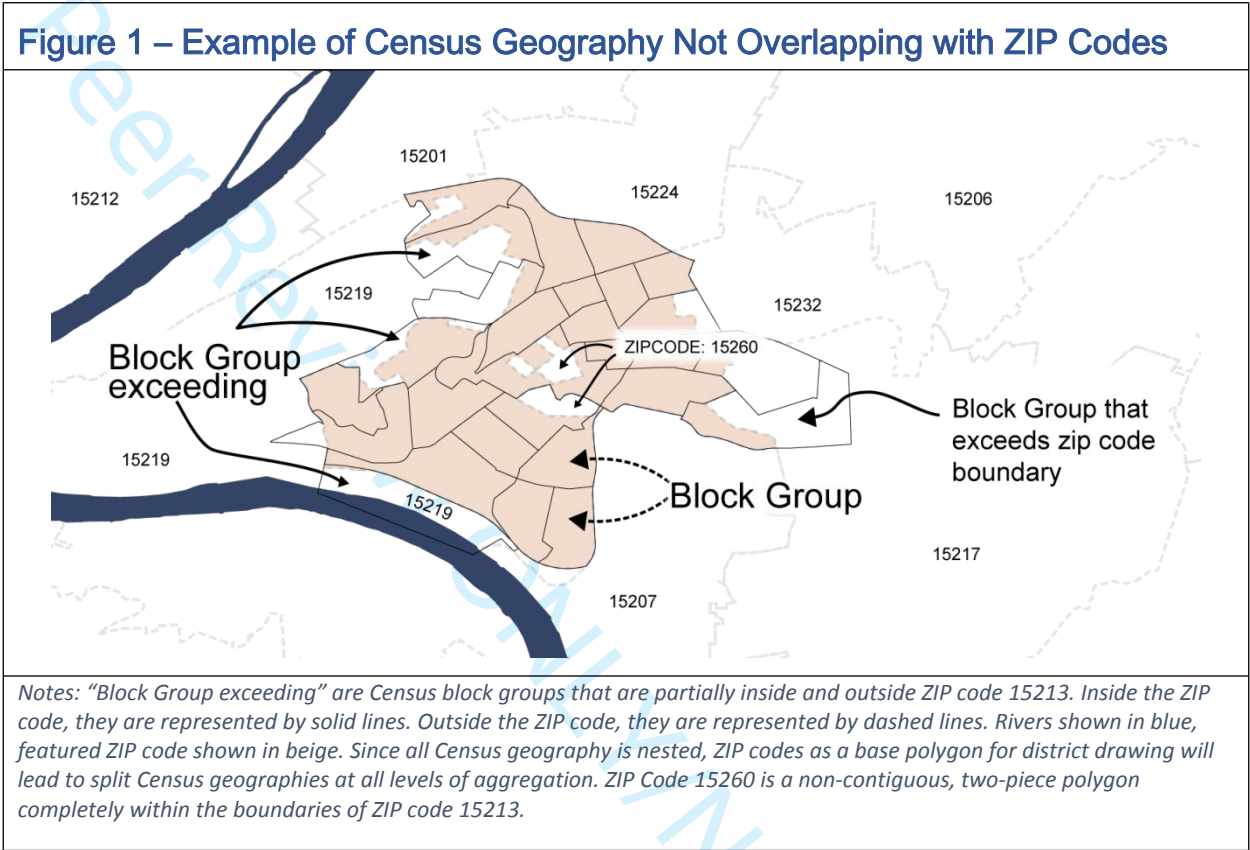 Figure 1 – Example of Census Geography Not Overlapping with ZIP Codes
15201
15212
15224
15206
15219
15232
Block Group
exceeding
ZIPCODE: 15260
Block Group that
exceeds zip code
boundary
15219
Block Group
15219
15217
15207
Peer Review ONLY/N
Notes: “Block Group exceeding” are Census block groups that are partially inside and outside ZIP code 15213. Inside the ZIP
code, they are represented by solid lines. Outside the ZIP code, they are represented by dashed lines. Rivers shown in blue,
featured ZIP code shown in beige. Since all Census geography is nested, ZIP codes as a base polygon for district drawing will
lead to split Census geographies at all levels of aggregation. ZIP Code 15260 is a non-contiguous, two-piece polygon
completely within the boundaries of ZIP code 15213.